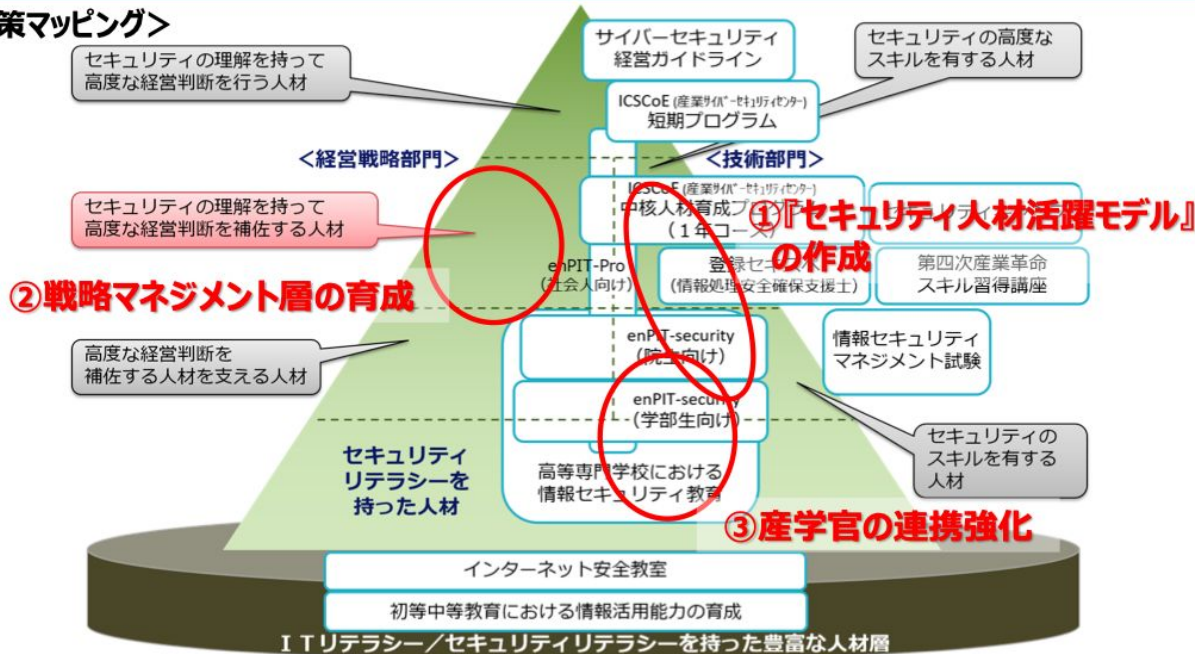 策マッピング＞
サイバーセキュリティ
経営ガイドライン
セキュリティの理解を持って
高度な経営判断を行う人材
セキュリティの高度な
スキルを有する人材
ICSCoE (産業ｻｲﾊﾞｰｾｷｭﾘﾃｨｾﾝﾀｰ)
短期プログラム
＜経営戦略部門＞
＜技術部門＞
セキュリティの理解を持って
高度な経営判断を補佐する人材
ICSCoE (産業ｻｲﾊﾞｰｾｷｭﾘﾃｨｾﾝﾀｰ)
中核人材育成プ
（１年コース）
①『セキュリティ人材活躍モデル』
の作成
enPIT-Pro
（社会人向け）
登録セキ
（情報処理安全確保支援士）
第四次産業革命
スキル習得講座
②戦略マネジメント層の育成
enPIT-security
（院生向け）
情報セキュリティ
マネジメント試験
高度な経営判断を
補佐する人材を支える人材
enPIT-security
（学部生向け）
セキュリティの
スキルを有する
人材
セキュリティ
リテラシーを
持った人材
高等専門学校における
情報セキュリティ教育
③産学官の連携強化
インターネット安全教室
初等中等教育における情報活用能力の育成
ＩＴリテラシー／セキュリティリテラシーを持った豊富な人材層